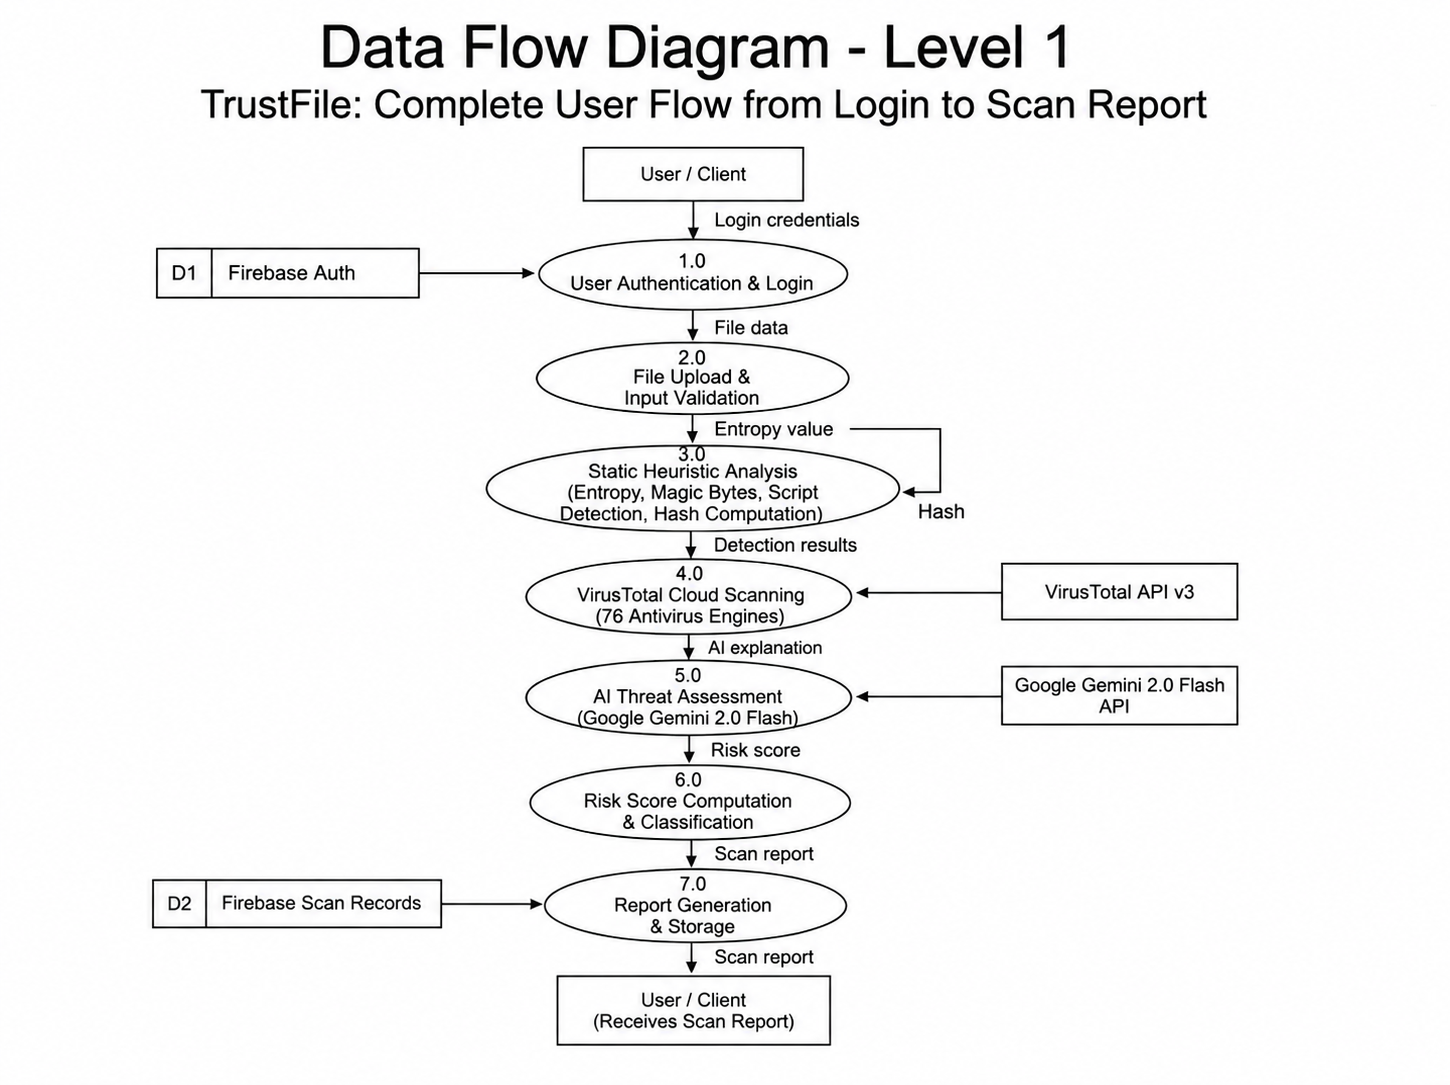 Data Flow Diagram - Level 1
TrustFile: Complete User Flow from Login to Scan Report
User / Client
Login credentials
D1
Firebase Auth
1.0
User Authentication & Login
File data
2.0
File Upload &
Input Validation
Entropy value
3.0
Static Heuristic Analysis
(Entropy, Magic Bytes, Script
Detection, Hash Computation)
Hash
Detection results
4.0
VirusTotal Cloud Scanning
(76 Antivirus Engines)
VirusTotal API v3
AI explanation
5.0
AI Threat Assessment
(Google Gemini 2.0 Flash)
Google Gemini 2.0 Flash
API
Risk score
6.0
Risk Score Computation
& Classification
Scan report
D2
Firebase Scan Records
7.0
Report Generation
& Storage
Scan report
User / Client
(Receives Scan Report)